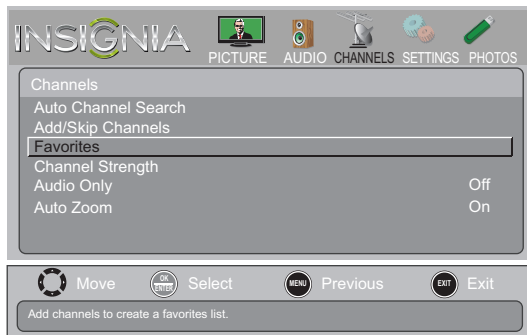 INSIGNIA
PICTURE AUDIO CHANNELS SETTINGS PHOTOS
Channels
Auto Channel Search
Add/Skip Channels
Favorites
Channel Strength
Audio Only Off
Auto Zoom On
Move OK ENTER Select MENU Previous EXIT Exit
Add channels to create a favorites list.